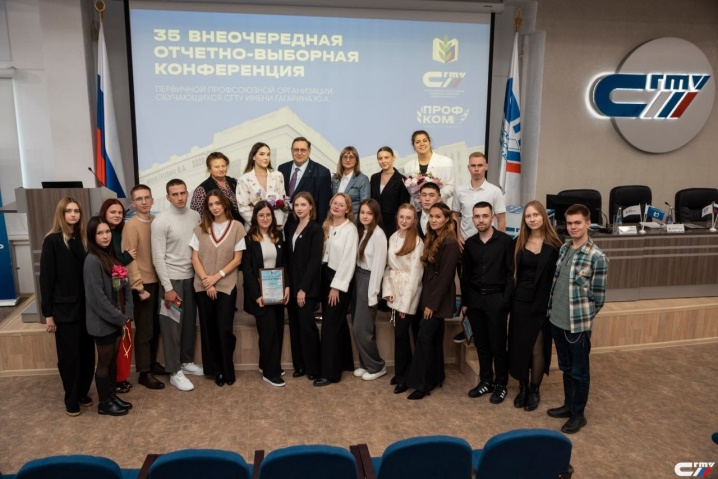 35 ВНЕОЧЕРЕДНАЯ
ОТЧЕТНО-ВЫБОРНАЯ
КОНФЕРЕНЦИЯ
ПЕРВИЧНОЙ ПРОФСОЮЗНОЙ ОРГАНИЗАЦИИ
ОБУЧАЮЩИХСЯ СГТУ ИМЕНИ ГАГАРИНА Ю.А.
СГТУ
ПРОФ
КОМ
СГТУ
СГТУ